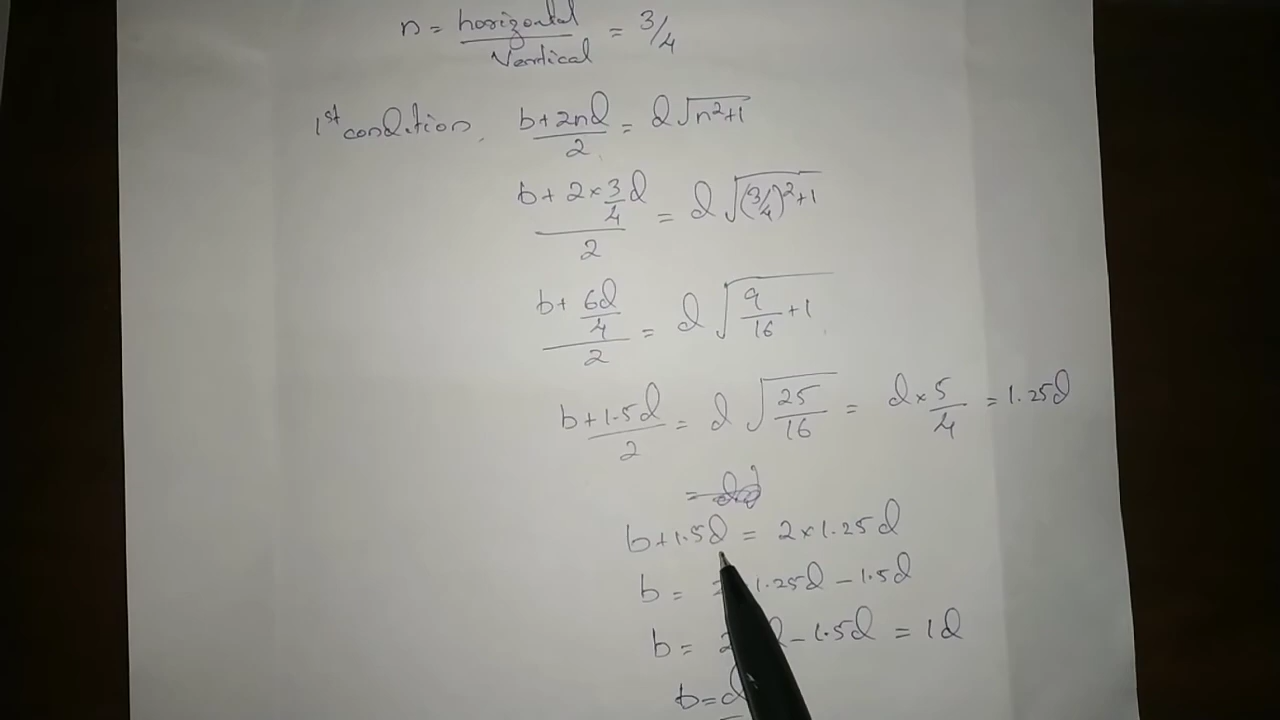 n = horizontal / Vertical = 3/4
1st condition, b+2nd / 2 = d √n²+1
b + 2 × 3/4 d / 2 = d √(3/4)²+1
b + 6d/4 / 2 = d √9/16 + 1
b + 1.5d / 2 = d √25/16 = d × 5/4 = 1.25d
=
b + 1.5d = 2 × 1.25d
b = 1.25d − 1.5d
b = − 1.5d = 1d
b = d